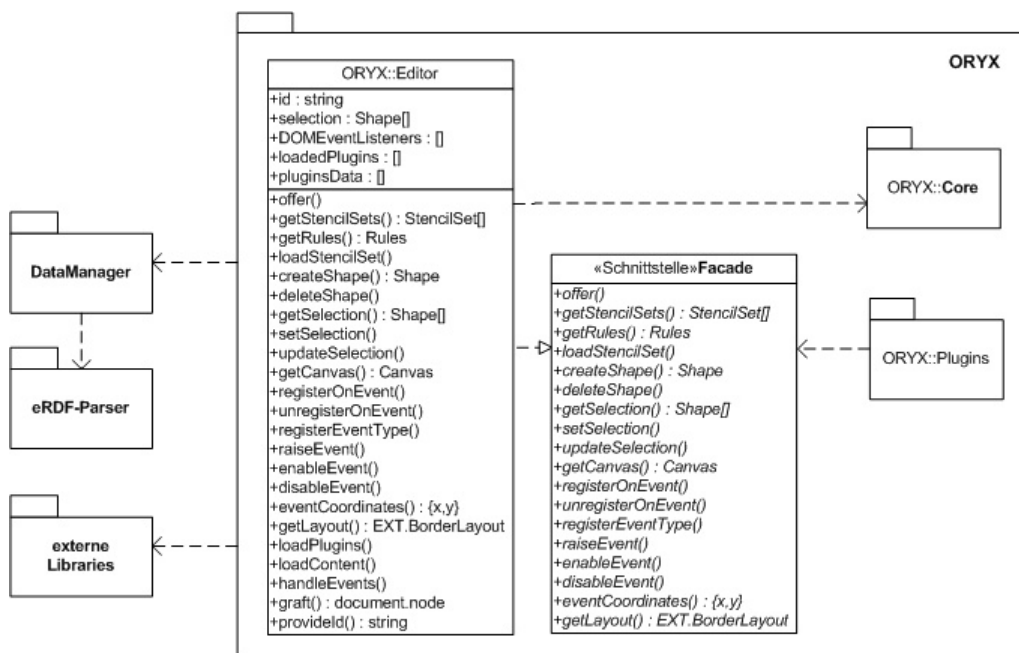 ORYX
ORYX::Editor
+id : string
+selection : Shape[]
+DOMEventListeners : []
+loadedPlugins : []
+pluginsData : []
+offer()
+getStencilSets() : StencilSet[]
+getRules() : Rules
+loadStencilSet()
+createShape() : Shape
+deleteShape()
+getSelection() : Shape[]
+setSelection()
+updateSelection()
+getCanvas() : Canvas
+registerOnEvent()
+unregisterOnEvent()
+registerEventType()
+raiseEvent()
+enableEvent()
+disableEvent()
+eventCoordinates() : {x,y}
+getLayout() : EXT.BorderLayout
+loadPlugins()
+loadContent()
+handleEvents()
+graft() : document.node
+provideId() : string
DataManager
eRDF-Parser
externe
Libraries
ORYX::Core
«Schnittstelle»Facade
+offer()
+getStencilSets() : StencilSet[]
+getRules() : Rules
+loadStencilSet()
+createShape() : Shape
+deleteShape()
+getSelection() : Shape[]
+setSelection()
+updateSelection()
+getCanvas() : Canvas
+registerOnEvent()
+unregisterOnEvent()
+registerEventType()
+raiseEvent()
+enableEvent()
+disableEvent()
+eventCoordinates() : {x,y}
+getLayout() : EXT.BorderLayout
ORYX::Plugins